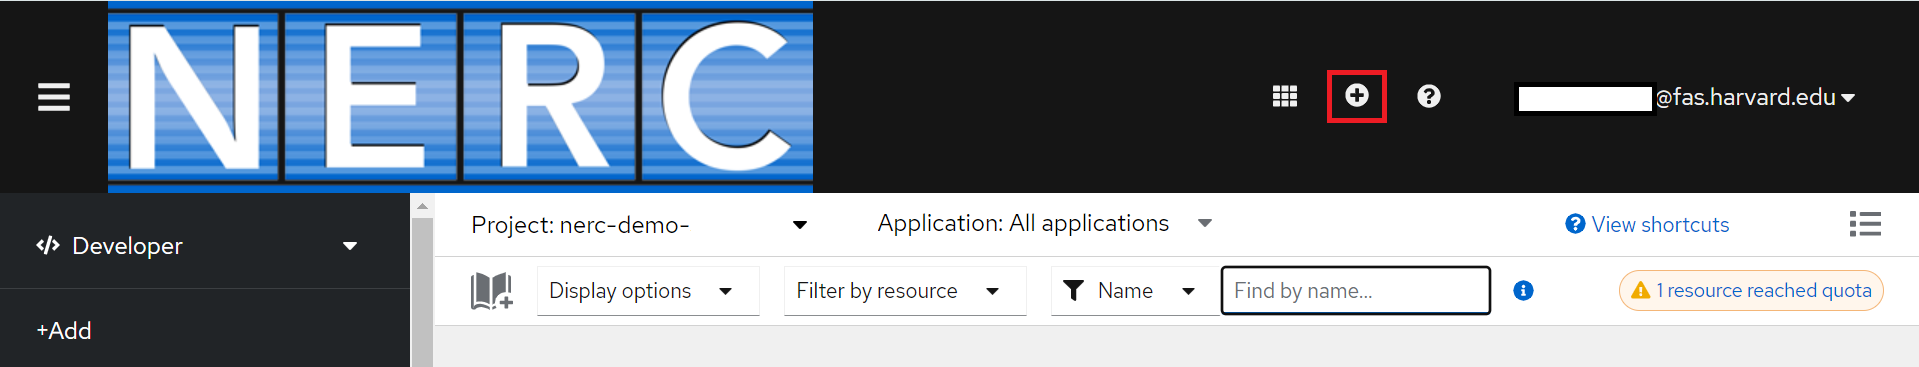 NERC
@fas.harvard.edu
Developer
Project: nerc-demo-
Application: All applications
View shortcuts
Display options
Filter by resource
Name
Find by name...
1 resource reached quota
+Add